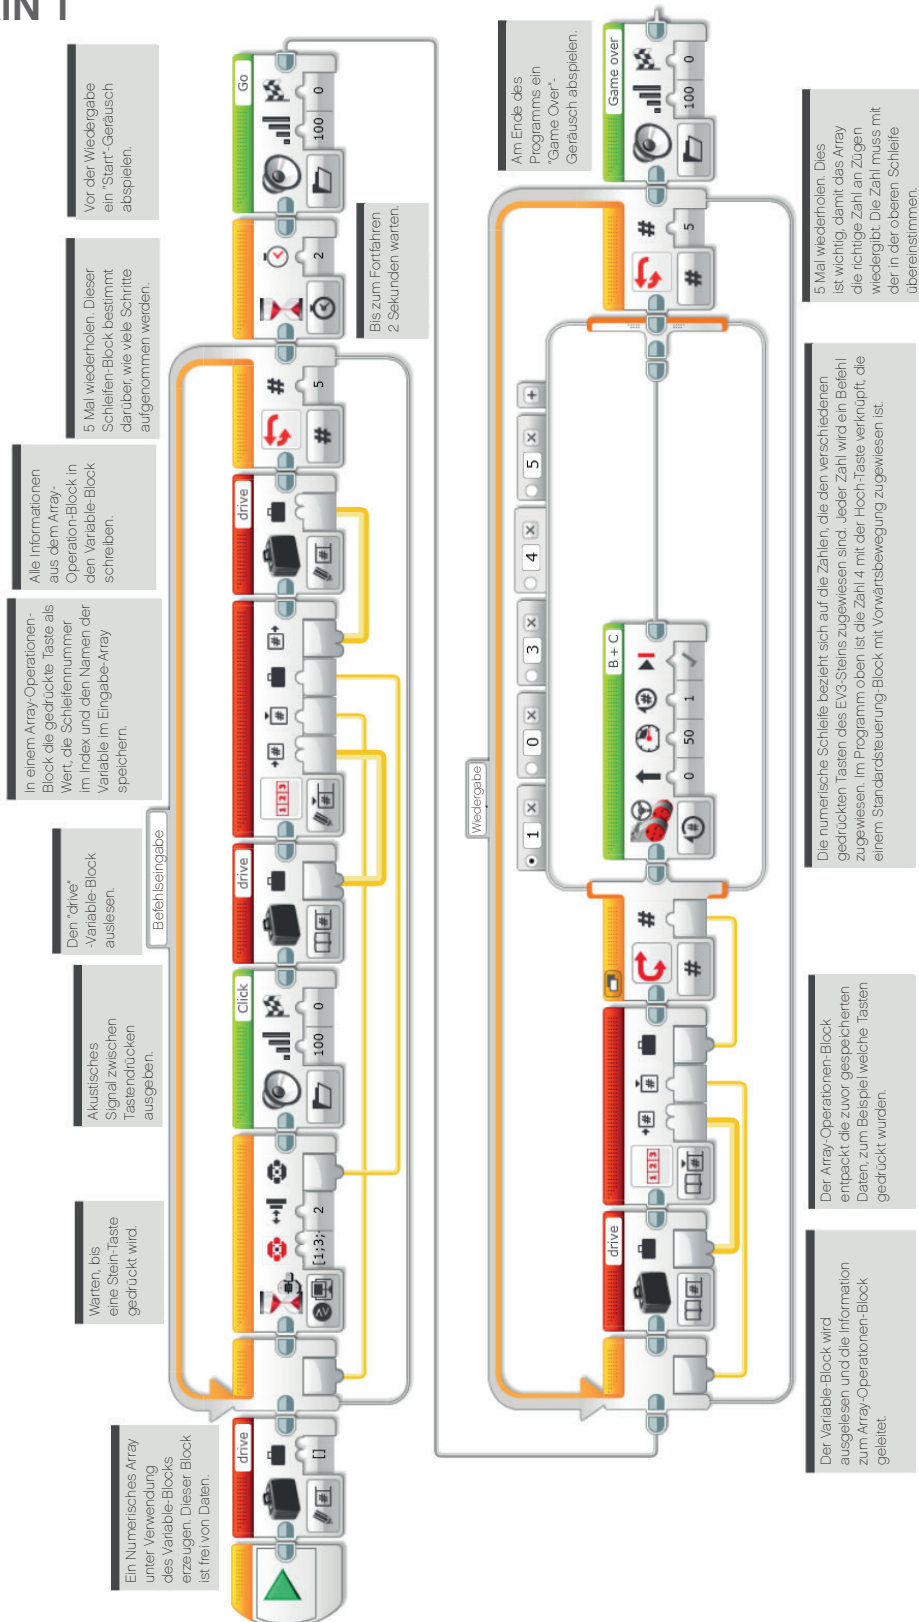 AIN 1
Ein Numerisches Array
unter Verwendung
des Variable-Blocks
erzeugen. Dieser Block
ist frei von Daten.
Warten, bis
eine Stein-Taste
gedrückt wird.
Akustisches
Signal zwischen
Tastendrücken
ausgeben.
Den "drive"
-Variable-Block
auslesen.
In einem Array-Operationen-
Block die gedrückte Taste als
Wert, die Schleifennummer
im Index und den Namen der
Variable im Eingabe-Array
speichern.
Alle Informationen
aus dem Array-
Operation-Block in
den Variable-Block
schreiben.
5 Mal wiederholen. Dieser
Schleifen-Block bestimmt
darüber, wie viele Schritte
aufgenommen werden.
Vor der Wiedergabe
ein "Start"-Geräusch
abspielen.
Befehlseingabe
drive
[]
[1;3;
2
Click
100
0
drive
1 2 3
drive
#
5
#
2
Go
100
0
Bis zum Fortfahren
2 Sekunden warten.
Wiedergabe
drive
1 2 3
#
#
1 ×
0 ×
3 ×
4 ×
5 ×
+
B + C
0
50
1
#
5
#
Game over
100
0
Am Ende des
Programms ein
"Game Over"-
Geräusch abspielen.
Der Variable-Block wird
ausgelesen und die Information
zum Array-Operationen-Block
geleitet.
Der Array-Operationen-Block
entpackt die zuvor gespeicherten
Daten, zum Beispiel welche Tasten
gedrückt wurden.
Die numerische Schleife bezieht sich auf die Zahlen, die den verschiedenen
gedrückten Tasten des EV3-Steins zugewiesen sind. Jeder Zahl wird ein Befehl
zugewiesen. Im Programm oben ist die Zahl 4 mit der Hoch-Taste verknüpft, die
einem Standardsteuerung-Block mit Vorwärtsbewegung zugewiesen ist.
5 Mal wiederholen. Dies
ist wichtig, damit das Array
die richtige Zahl an Zügen
wiedergibt. Die Zahl muss mit
der in der oberen Schleife
übereinstimmen.